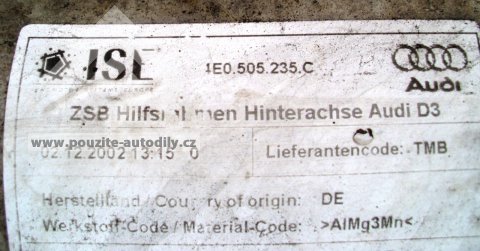 ISE 4E0.505.235.C
Audi
ZSB Hilfsrahmen Hinterachse Audi D3
www.pouzite-autodily.cz
02.12.2002 13:15 0 Lieferantencode: TMB
Herstelland / Country of origin: DE
Werkstoff-Code / Material-Code: >AlMg3Mn<